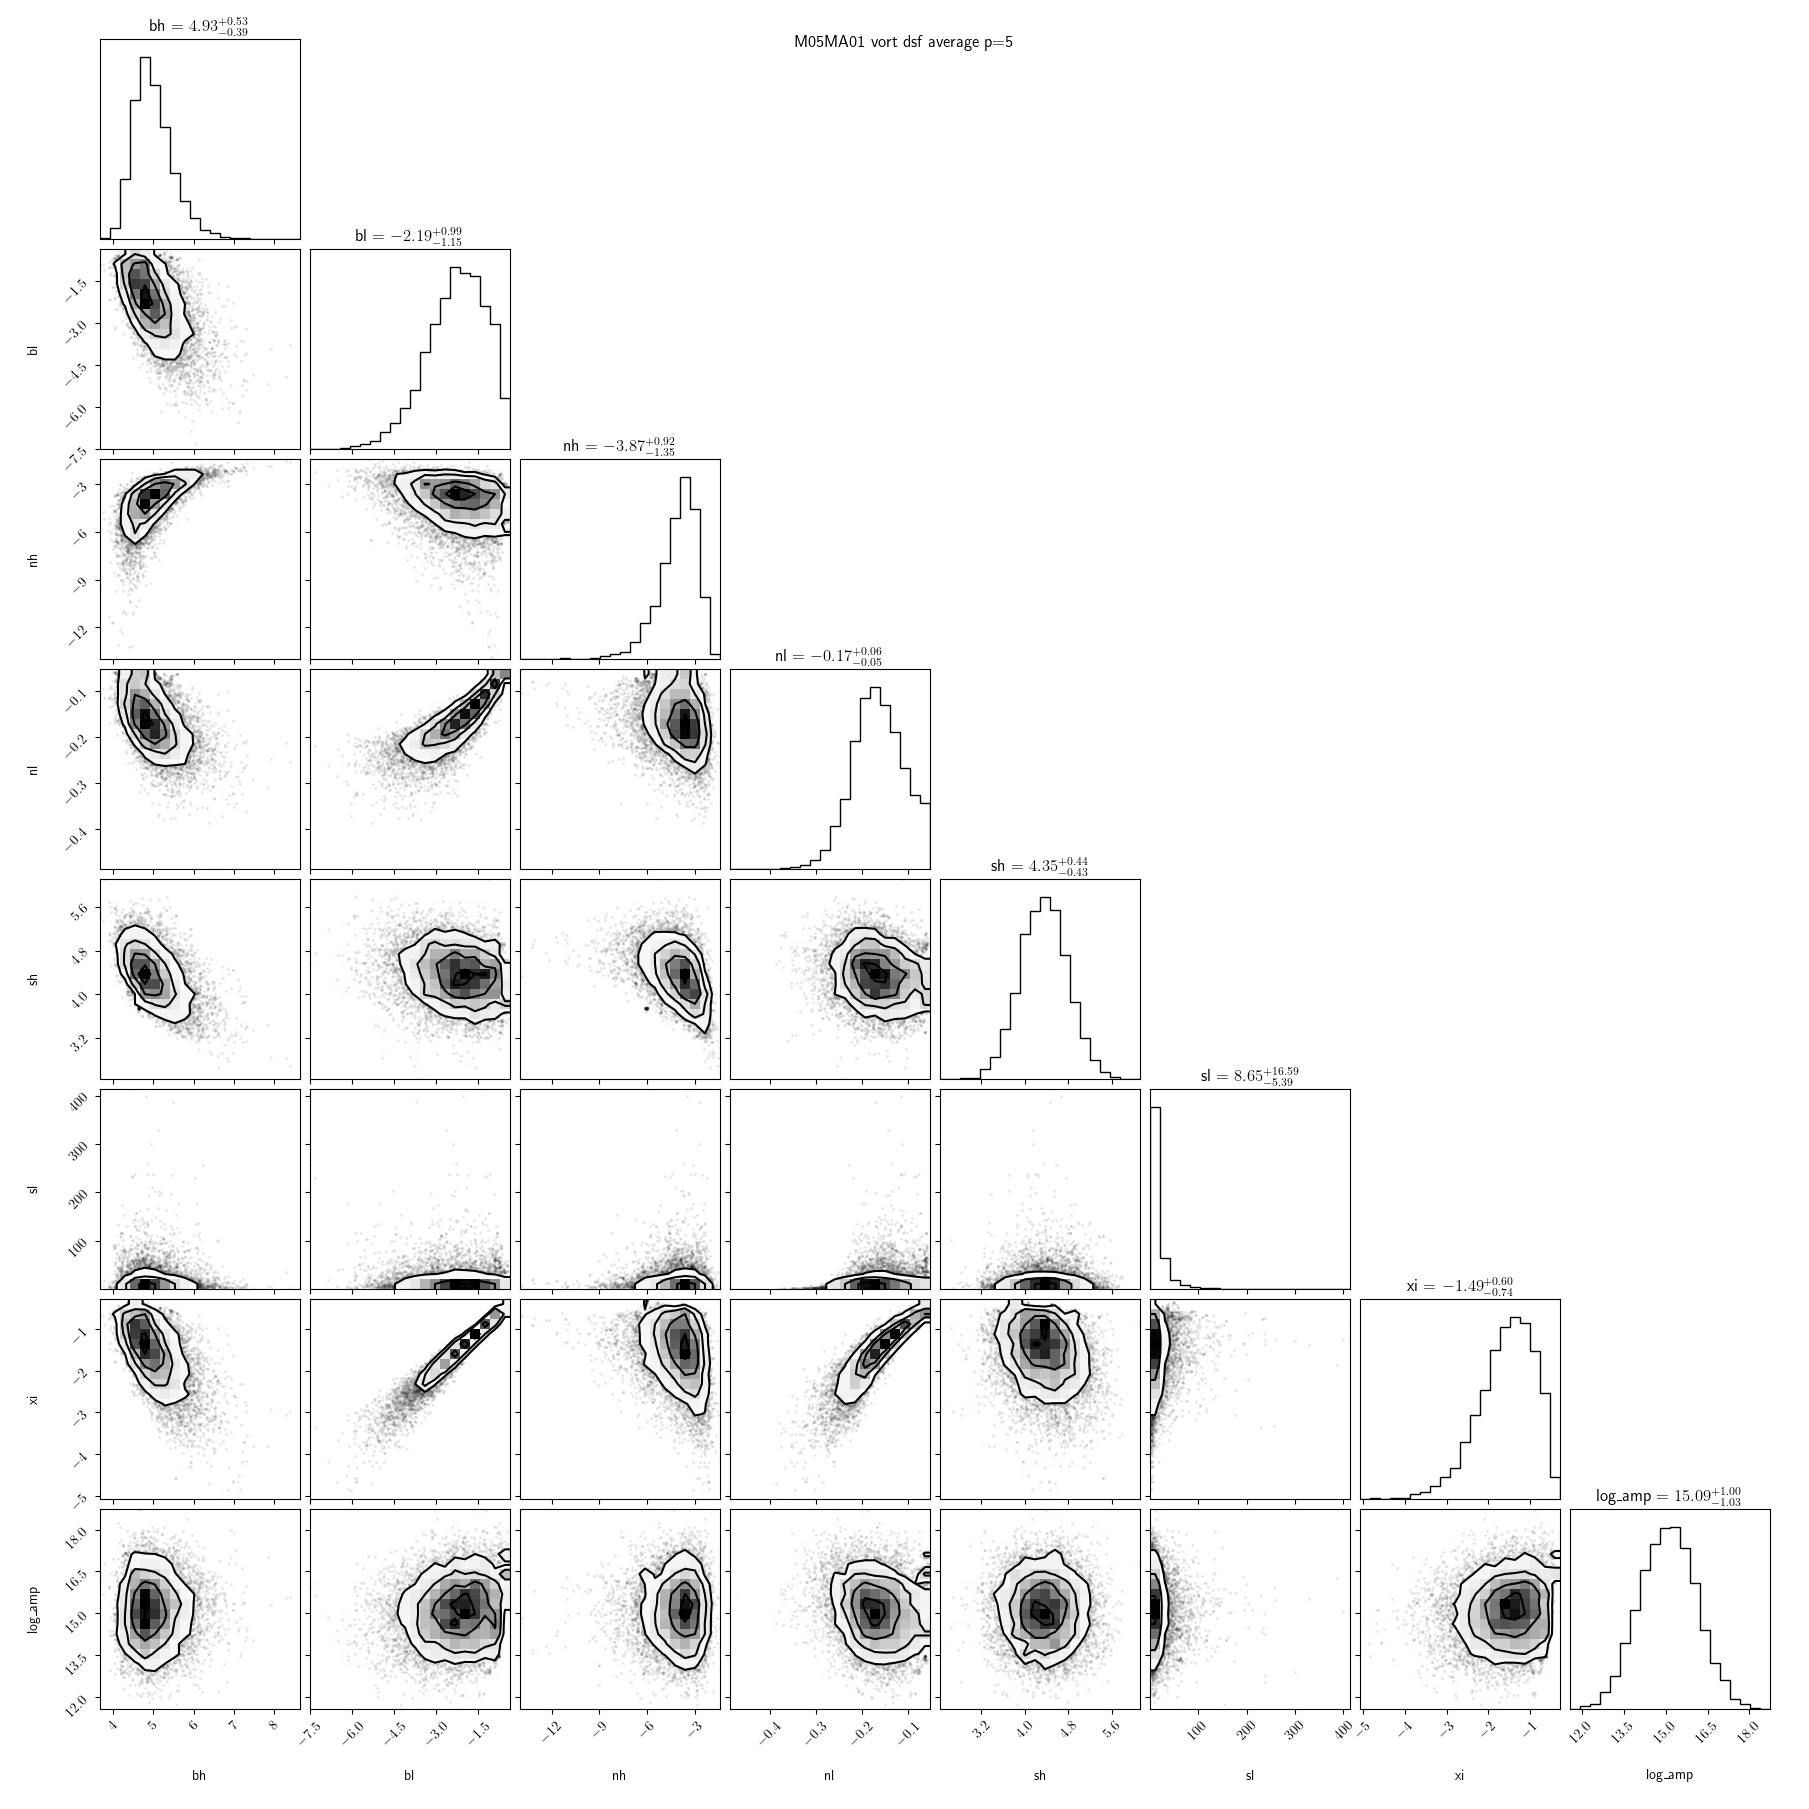 bh = 4.93+0.53 −0.39
M05MA01 vort dsf average p=5
bl = −2.19+0.99 −1.15
bl
−1.5
−3.0
−4.5
−6.0
−7.5
nh = −3.87+0.92 −1.35
nh
−3
−6
−9
−12
nl = −0.17+0.06 −0.05
nl
−0.1
−0.2
−0.3
−0.4
sh = 4.35+0.44 −0.43
sh
5.6
4.8
4.0
3.2
sl = 8.65+16.59 −5.39
sl
400
300
200
100
xi = −1.49+0.60 −0.74
xi
−1
−2
−3
−4
−5
log_amp = 15.09+1.00 −1.03
log_amp
18.0
16.5
15.0
13.5
12.0
4 5 6 7 8 −7.5 −6.0 −4.5 −3.0 −1.5 −12 −9 −6 −3 −0.4 −0.3 −0.2 −0.1 3.2 4.0 4.8 5.6 100 200 300 400 −5 −4 −3 −2 −1 12.0 13.5 15.0 16.5 18.0
bh bl nh nl sh sl xi log_amp